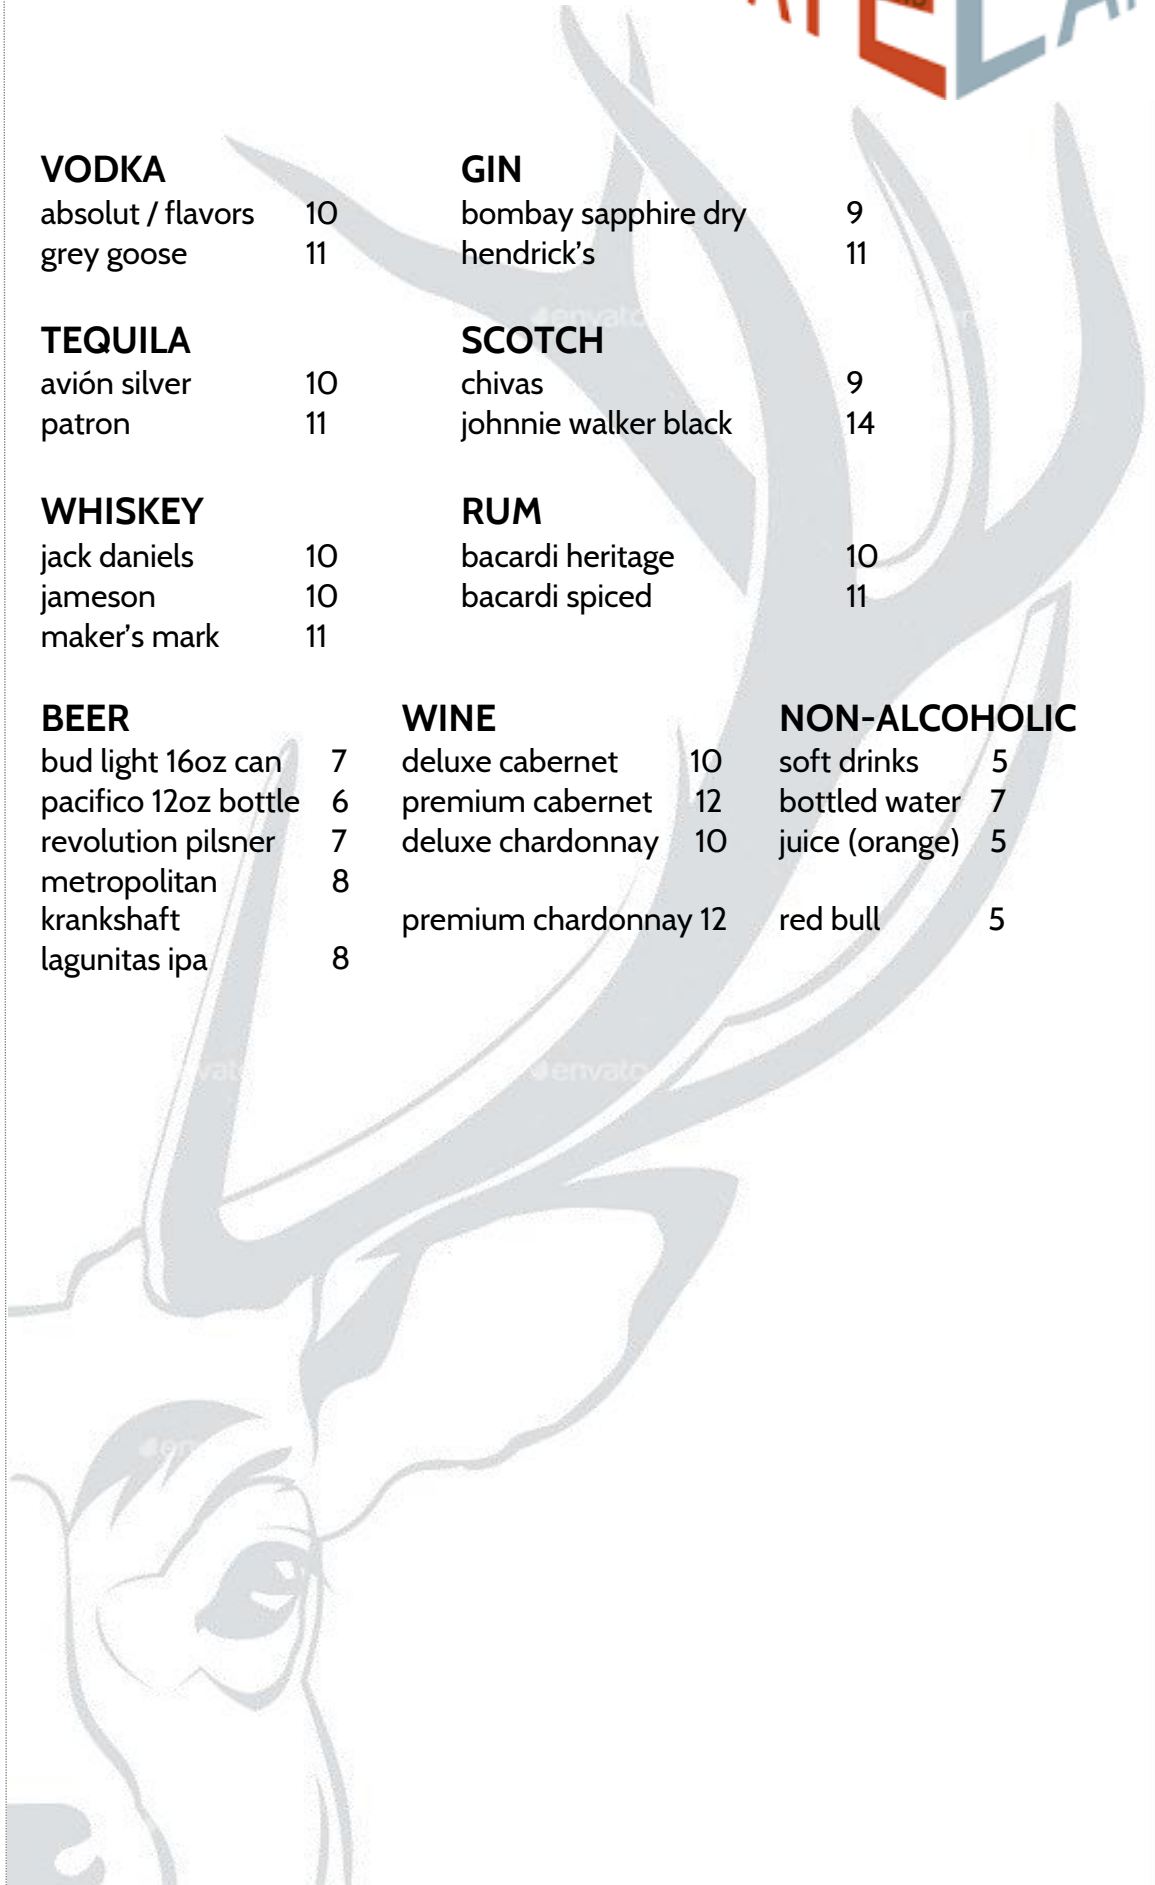 VODKA
absolut / flavors 10
grey goose 11
GIN
bombay sapphire dry 9
hendrick's 11
TEQUILA
avión silver 10
patron 11
SCOTCH
chivas 9
johnnie walker black 14
WHISKEY
jack daniels 10
jameson 10
maker's mark 11
RUM
bacardi heritage 10
bacardi spiced 11
BEER
bud light 16oz can 7
pacifico 12oz bottle 6
revolution pilsner 7
metropolitan 8
krankshaft
lagunitas ipa 8
WINE
deluxe cabernet 10
premium cabernet 12
deluxe chardonnay 10
premium chardonnay 12
NON-ALCOHOLIC
soft drinks 5
bottled water 7
juice (orange) 5
red bull 5
envato
envato